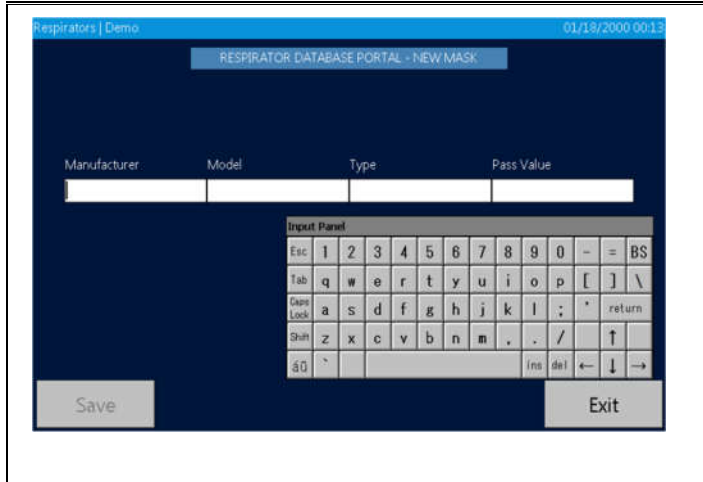 Respirators | Demo 01/18/2000 00:13
RESPIRATOR DATABASE PORTAL - NEW MASK
Manufacturer Model Type Pass Value
Input Panel
Esc 1 2 3 4 5 6 7 8 9 0 - = BS
Tab q w e r t y u i o p [ ] \
Caps Lock a s d f g h j k l ; ' return
Shift z x c v b n m , . / ↑
áü ` ins del ← ↓ →
Save Exit